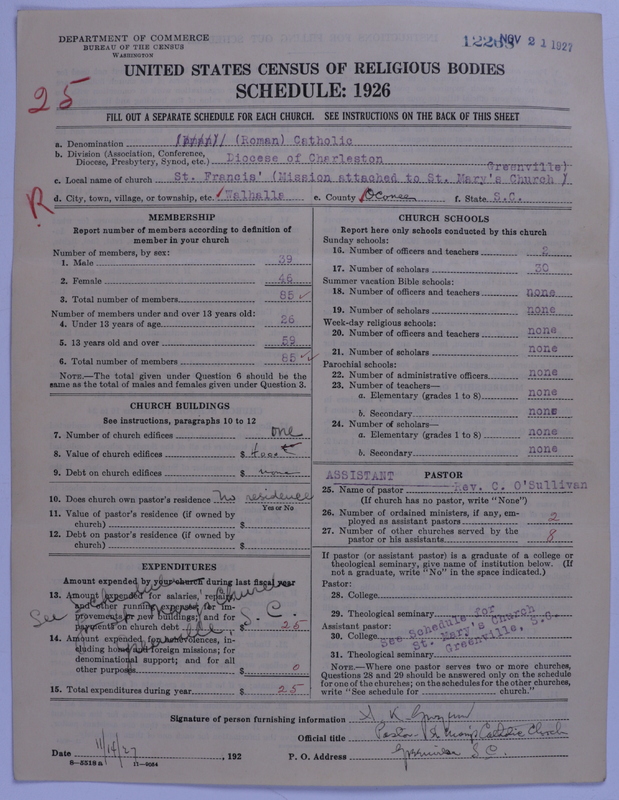 DEPARTMENT OF COMMERCE
BUREAU OF THE CENSUS
WASHINGTON
NOV 21 1927
UNITED STATES CENSUS OF RELIGIOUS BODIES
SCHEDULE: 1926
25
FILL OUT A SEPARATE SCHEDULE FOR EACH CHURCH. SEE INSTRUCTIONS ON THE BACK OF THIS SHEET
a. Denomination (Roman) Catholic
b. Division (Association, Conference, Diocese, Presbytery, Synod, etc.) Diocese of Charleston
Greenville)
c. Local name of church St. Francis' (Mission attached to St. Mary's Church )
R
d. City, town, village, or township, etc. Walhalla e. County Oconee f. State S.C.
MEMBERSHIP
Report number of members according to definition of
member in your church
Number of members, by sex:
1. Male 39
2. Female 46
3. Total number of members 85
Number of members under and over 13 years old:
4. Under 13 years of age 26
5. 13 years old and over 59
6. Total number of members 85
NOTE.—The total given under Question 6 should be
same as the total of males and females given under Question 3.
CHURCH BUILDINGS
See instructions, paragraphs 10 to 12
7. Number of church edifices one
8. Value of church edifices $
9. Debt on church edifices $ none
10. Does church own pastor's residence No residence
Yes or No
11. Value of pastor's residence (if owned by
church) $
12. Debt on pastor's residence (if owned by
church) $
EXPENDITURES
Amount expended by your church during last fiscal year
13. Amount expended for salaries, repairs,
and other running expenses; for im-
provements or new buildings; and for
payments on church debt $ 25
14. Amount expended for benevolences, in-
cluding home and foreign missions; for
denominational support; and for all
other purposes $ 0
15. Total expenditures during year $ 25
See Schedule
St Mary's Church
Greenville, S.C.
CHURCH SCHOOLS
Report here only schools conducted by this church
Sunday schools:
16. Number of officers and teachers 2
17. Number of scholars 30
Summer vacation Bible schools:
18. Number of officers and teachers none
19. Number of scholars none
Week-day religious schools:
20. Number of officers and teachers none
21. Number of scholars none
Parochial schools:
22. Number of administrative officers none
23. Number of teachers—
a. Elementary (grades 1 to 8) none
b. Secondary none
24. Number of scholars—
a. Elementary (grades 1 to 8) none
b. Secondary none
ASSISTANT PASTOR
25. Name of pastor Rev. C. O'Sullivan
(If church has no pastor, write "None")
26. Number of ordained ministers, if any, em-
ployed as assistant pastors 2
27. Number of other churches served by the
pastor or his assistants 8
If pastor (or assistant pastor) is a graduate of a college or
theological seminary, give name of institution below. (If
not a graduate, write "No" in the space indicated.)
Pastor:
28. College
29. Theological seminary
Assistant pastor:
30. College
31. Theological seminary
See Schedule for
St. Mary's Church
Greenville, S.C.
NOTE.—Where one pastor serves two or more churches,
Questions 28 and 29 should be answered only on the schedule
for one of the churches; on the schedules for the other churches,
write "See schedule for church."
Signature of person furnishing information A K Gwynn
Official title Pastor St Mary's Catholic Church
Date 11/14/27, 192 P. O. Address Greenville S.C.
8—5519 a 11—9054